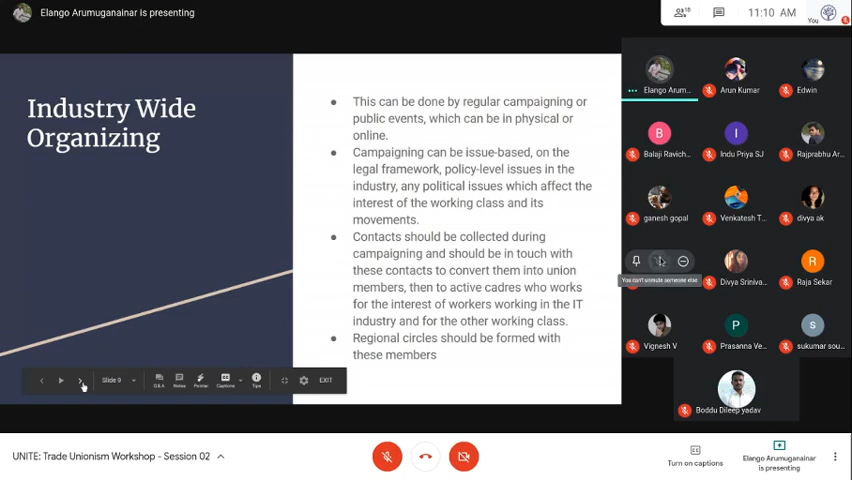 Elango Arumuganainar is presenting
18
11:10 AM
You
Industry Wide
Organizing
● This can be done by regular campaigning or
public events, which can be in physical or
online.
● Campaigning can be issue-based, on the
legal framework, policy-level issues in the
industry, any political issues which affect the
interest of the working class and its
movements.
● Contacts should be collected during
campaigning and should be in touch with
these contacts to convert them into union
members, then to active cadres who works
for the interest of workers working in the IT
industry and for the other working class.
● Regional circles should be formed with
these members
Slide 9
Q&A
Notes
Pointer
Captions
Tips
EXIT
Elango Arum...
Arun Kumar
Edwin
B
Balaji Ravich...
I
Indu Priya SJ
Rajprabhu Ar...
ganesh gopal
Venkatesh T...
divya ak
You can't unmute someone else
Divya Sriniva...
R
Raja Sekar
Vignesh V
P
Prasanna Ve...
s
sukumar sou...
Boddu Dileep yadav
UNITE: Trade Unionism Workshop - Session 02
Turn on captions
Elango Arumuganainar
is presenting